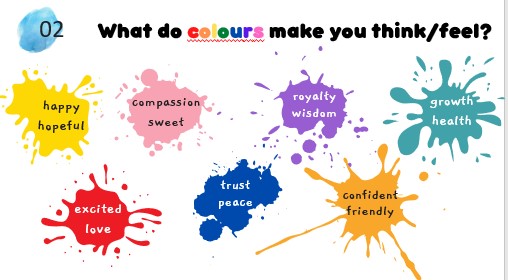 02
What do colours make you think/feel?
happy
hopeful
compassion
sweet
royalty
wisdom
growth
health
excited
love
trust
peace
confident
friendly